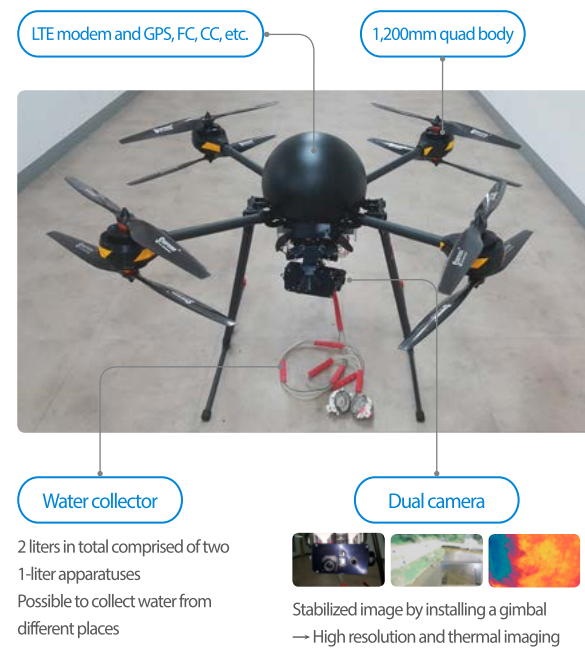 LTE modem and GPS, FC, CC, etc.
1,200mm quad body
Water collector
2 liters in total comprised of two
1-liter apparatuses
Possible to collect water from
different places
Dual camera
Stabilized image by installing a gimbal
→ High resolution and thermal imaging